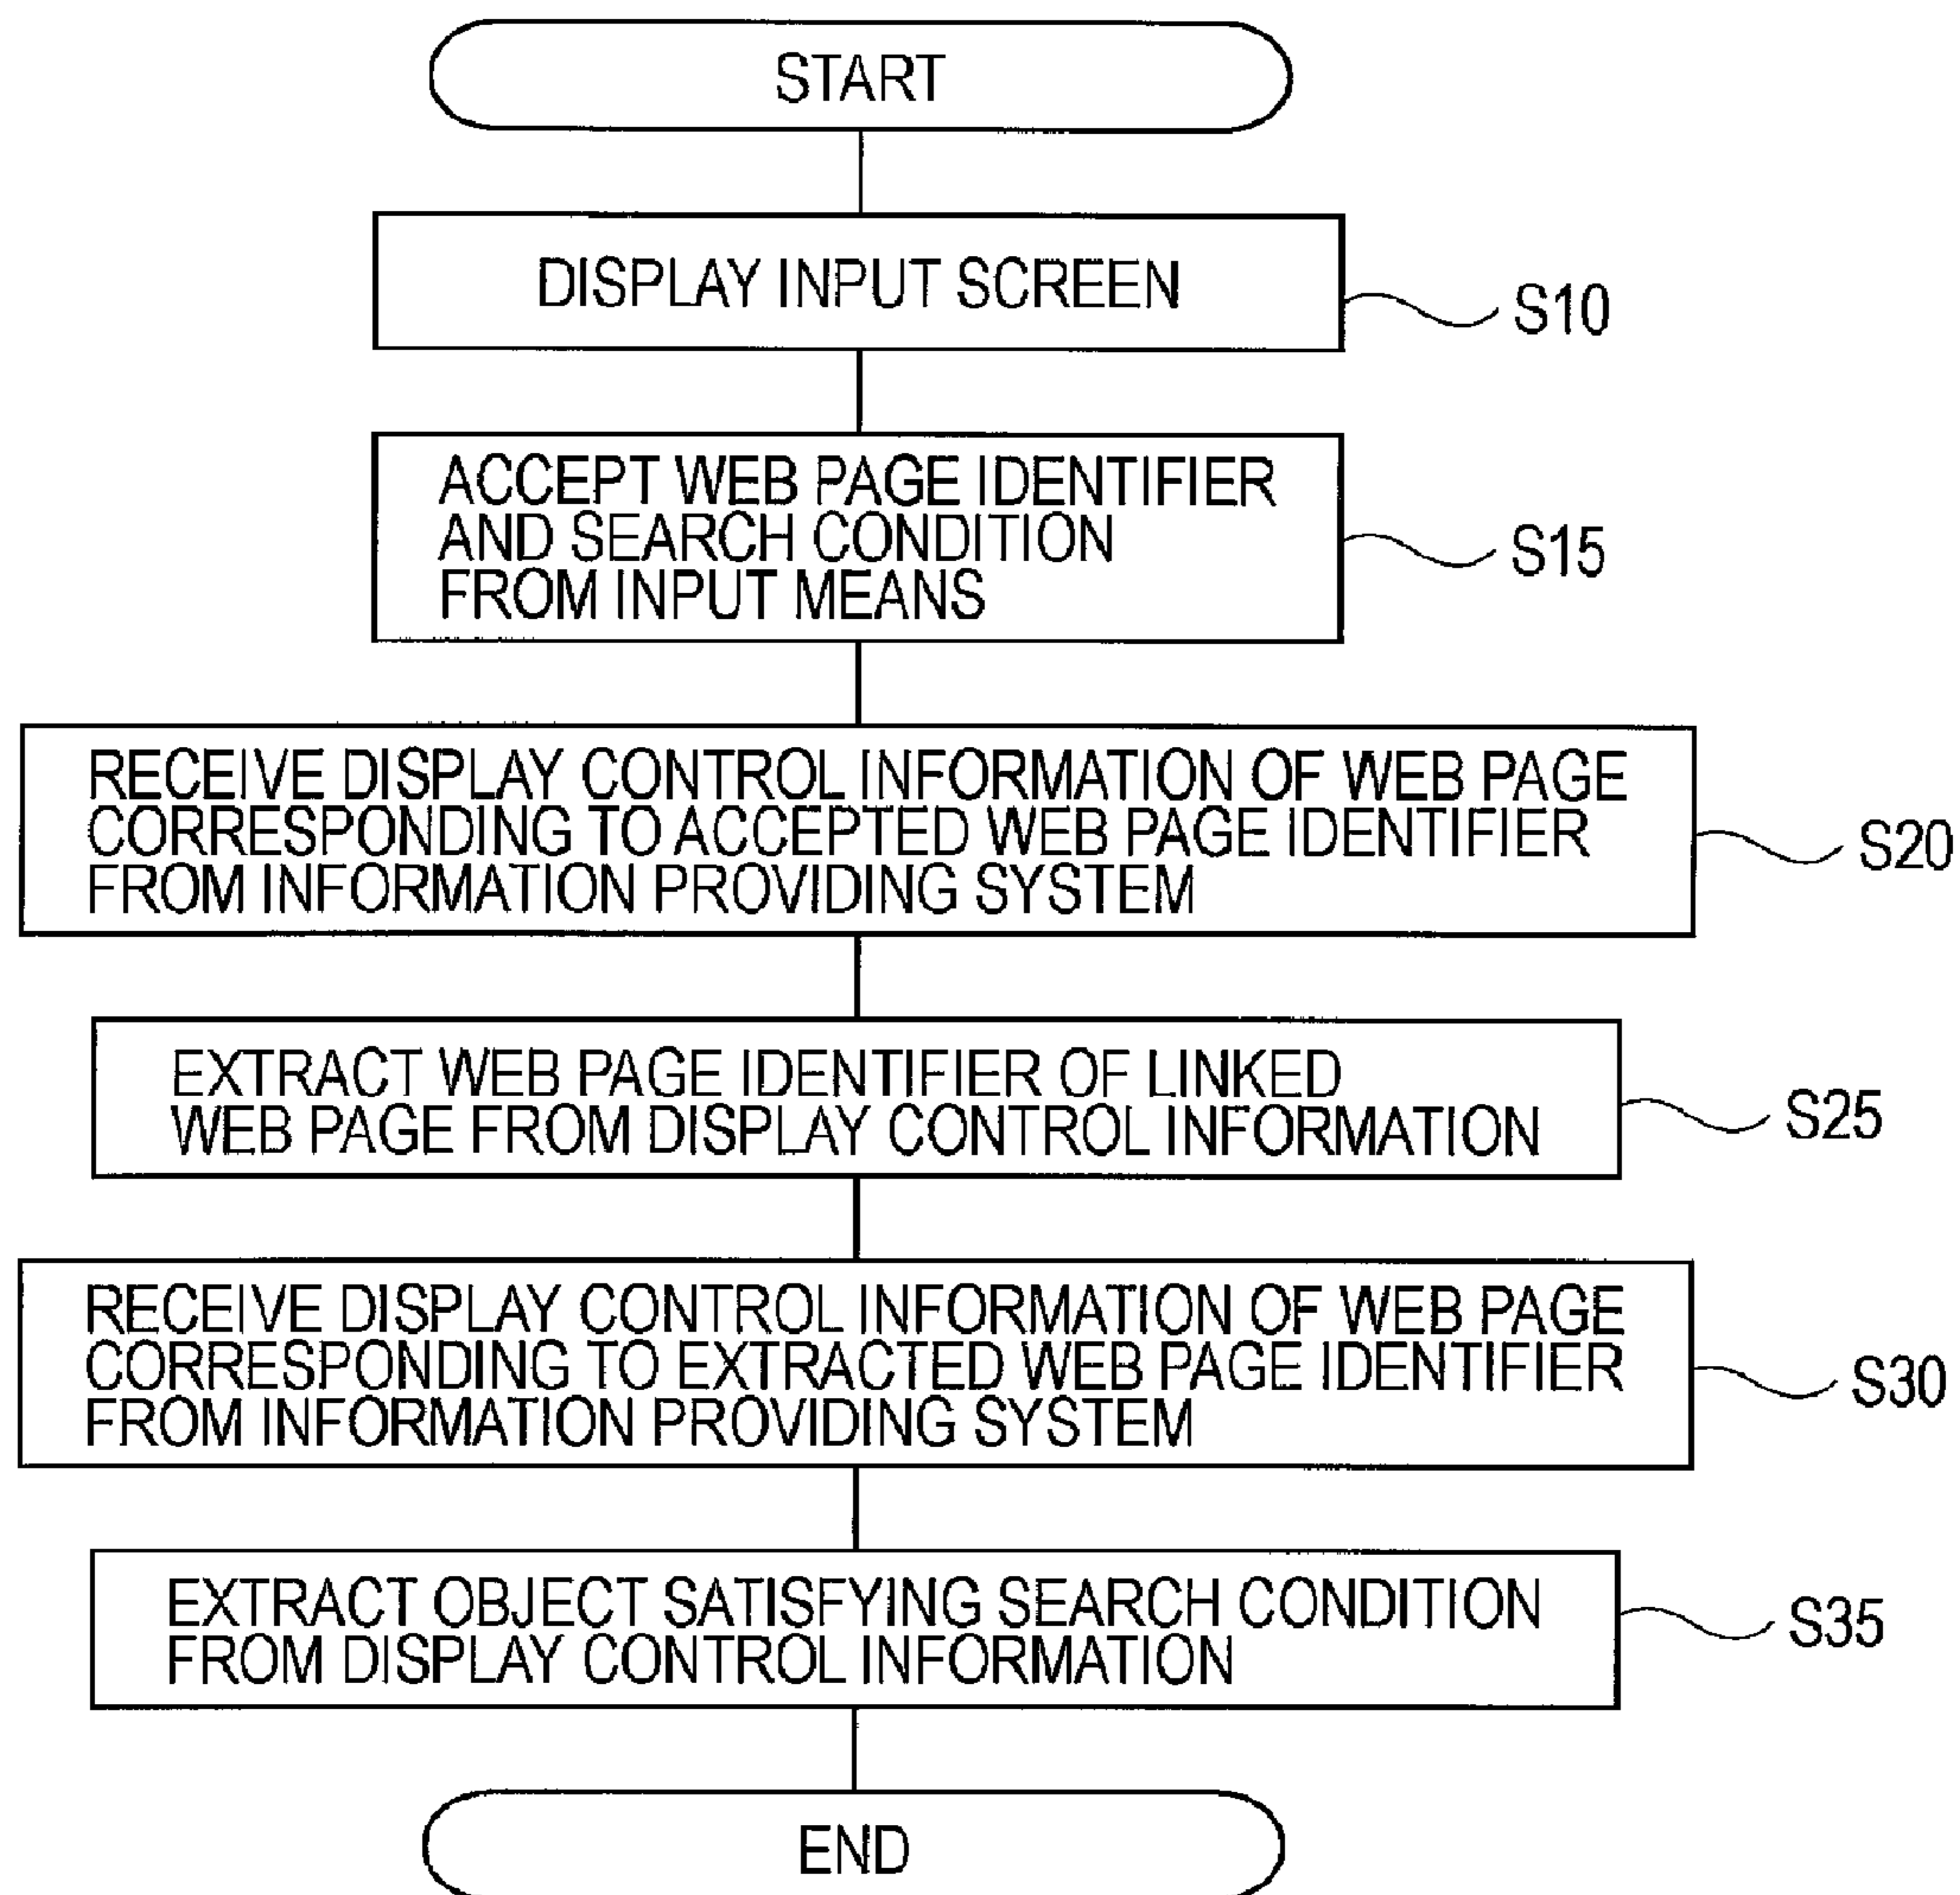 START
DISPLAY INPUT SCREEN
S10
ACCEPT WEB PAGE IDENTIFIER
AND SEARCH CONDITION
FROM INPUT MEANS
S15
RECEIVE DISPLAY CONTROL INFORMATION OF WEB PAGE
CORRESPONDING TO ACCEPTED WEB PAGE IDENTIFIER
FROM INFORMATION PROVIDING SYSTEM
S20
EXTRACT WEB PAGE IDENTIFIER OF LINKED
WEB PAGE FROM DISPLAY CONTROL INFORMATION
S25
RECEIVE DISPLAY CONTROL INFORMATION OF WEB PAGE
CORRESPONDING TO EXTRACTED WEB PAGE IDENTIFIER
FROM INFORMATION PROVIDING SYSTEM
S30
EXTRACT OBJECT SATISFYING SEARCH CONDITION
FROM DISPLAY CONTROL INFORMATION
S35
END